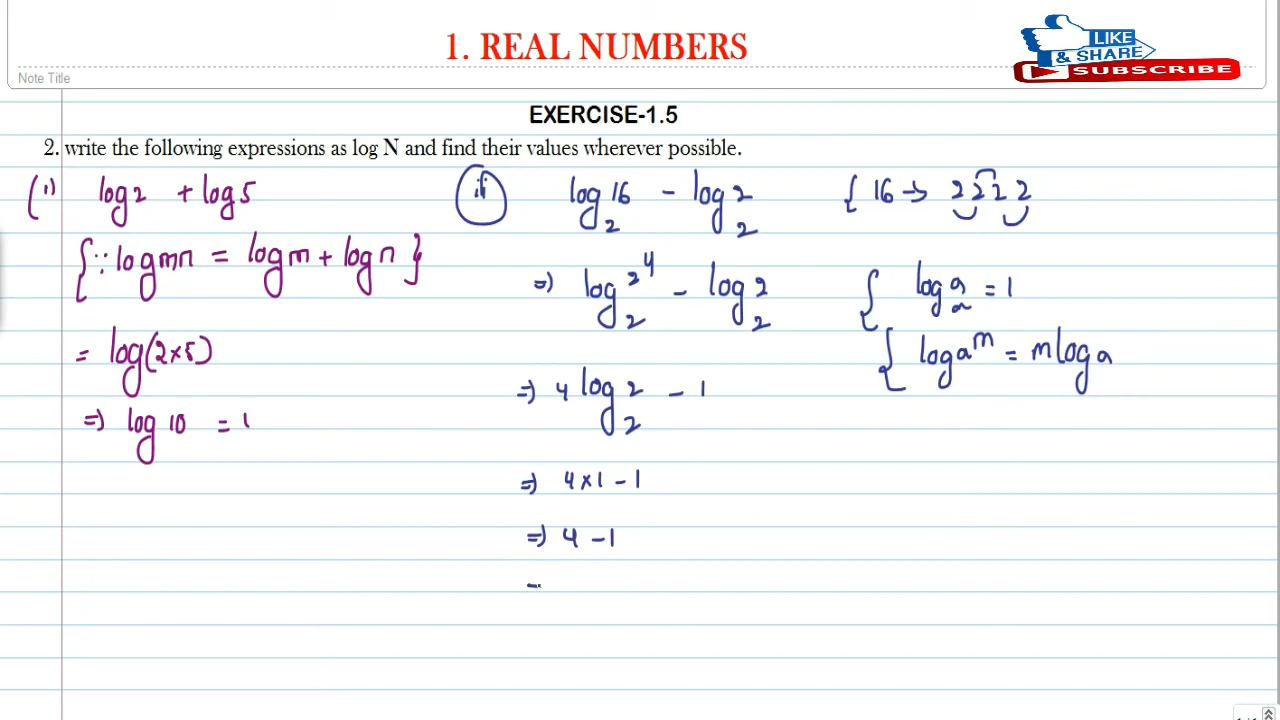 1. REAL NUMBERS
LIKE
& SHARE
SUBSCRIBE
Note Title
EXERCISE-1.5
2. write the following expressions as log N and find their values wherever possible.
(1) log 2 + log 5
{∵ log mn = log m + log n }
= log (2×5)
=> log 10 = 1
ii log₂ 16 - log₂ 2 { 16 → 2 2 2 2
=> log₂ 2⁴ - log₂ 2 { logₐ a = 1
{ log aᵐ = m log a
=> 4 log₂ 2 - 1
=> 4 × 1 - 1
=> 4 - 1